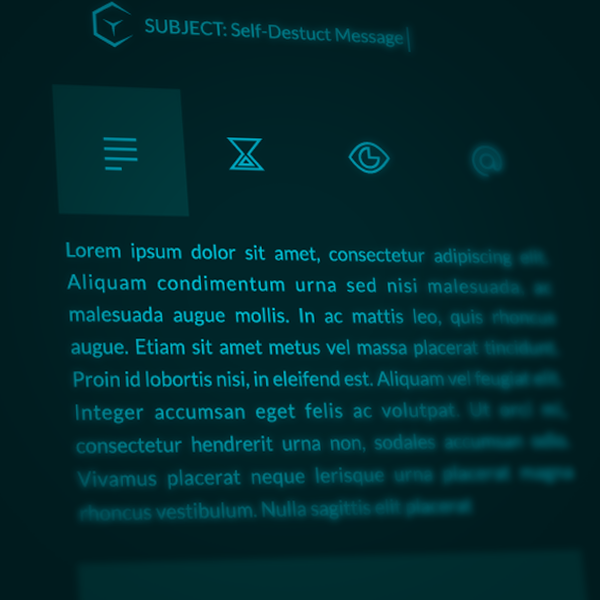 SUBJECT: Self-Destuct Message
Lorem ipsum dolor sit amet, consectetur adipiscing elit.
Aliquam condimentum urna sed nisi malesuada, ac
malesuada augue mollis. In ac mattis leo, quis rhoncus
augue. Etiam sit amet metus vel massa placerat tincidunt.
Proin id lobortis nisi, in eleifend est. Aliquam vel feugiat elit.
Integer accumsan eget felis ac volutpat. Ut orci mi,
consectetur hendrerit urna non, sodales accumsan odio.
Vivamus placerat neque lerisque urna placerat magna
rhoncus vestibulum. Nulla sagittis elit placerat